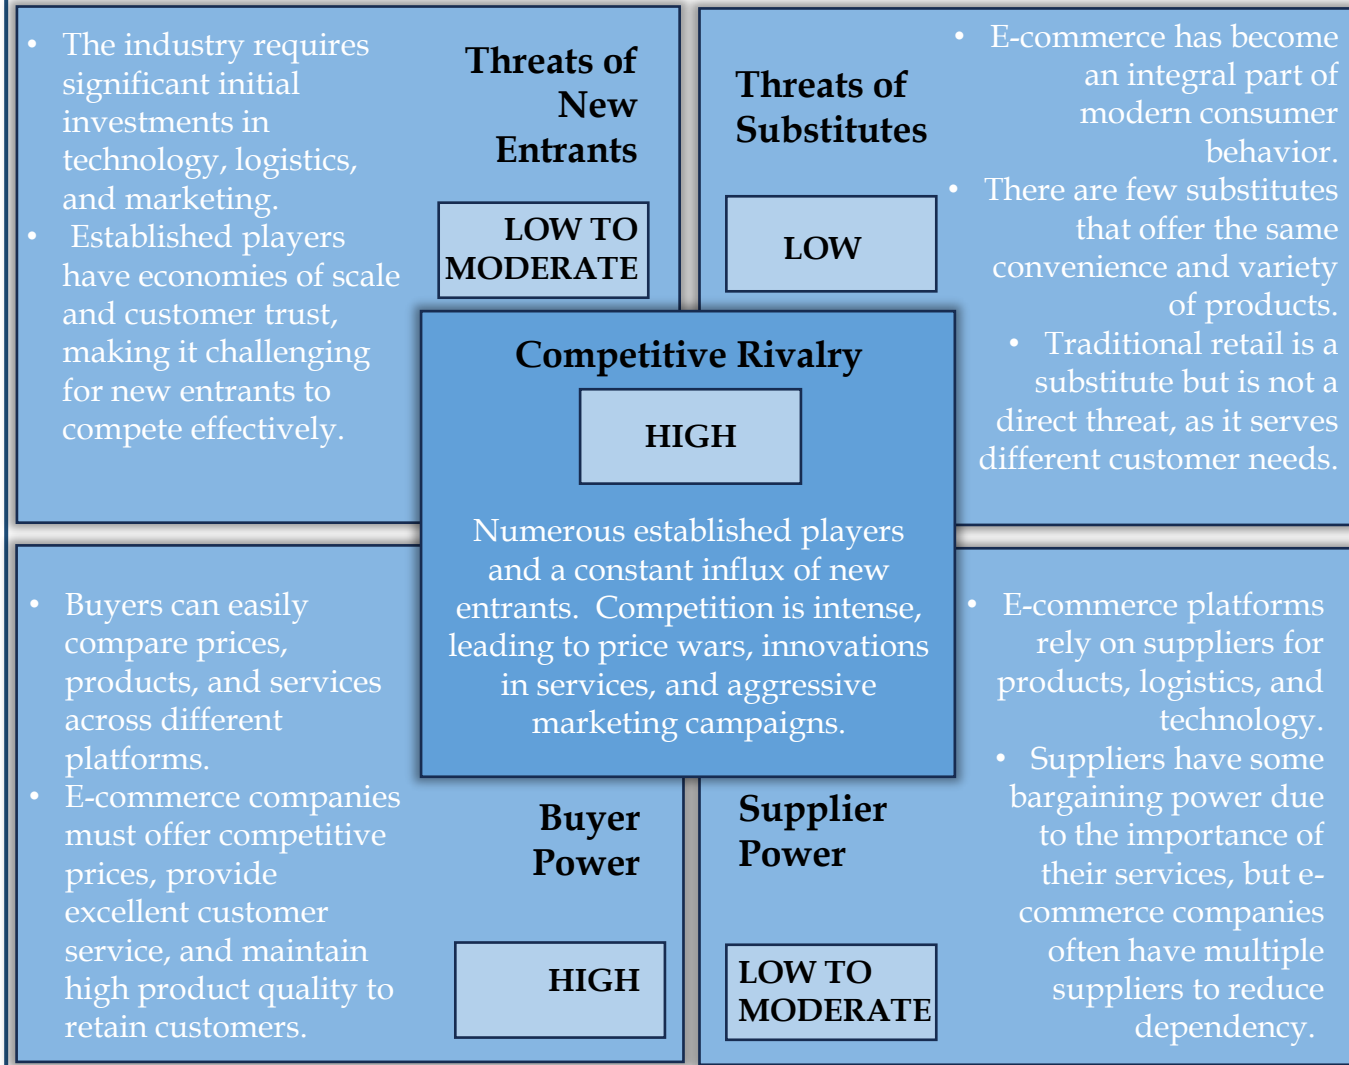 • The industry requires
significant initial
investments in
technology, logistics,
and marketing.
• Established players
have economies of scale
and customer trust,
making it challenging
for new entrants to
compete effectively.
Threats of
New
Entrants
LOW TO
MODERATE
Threats of
Substitutes
LOW
• E-commerce has become
an integral part of
modern consumer
behavior.
• There are few substitutes
that offer the same
convenience and variety
of products.
• Traditional retail is a
substitute but is not a
direct threat, as it serves
different customer needs.
Competitive Rivalry
HIGH
Numerous established players
and a constant influx of new
entrants. Competition is intense,
leading to price wars, innovations
in services, and aggressive
marketing campaigns.
• Buyers can easily
compare prices,
products, and services
across different
platforms.
• E-commerce companies
must offer competitive
prices, provide
excellent customer
service, and maintain
high product quality to
retain customers.
Buyer
Power
HIGH
Supplier
Power
LOW TO
MODERATE
• E-commerce platforms
rely on suppliers for
products, logistics, and
technology.
• Suppliers have some
bargaining power due
to the importance of
their services, but e-
commerce companies
often have multiple
suppliers to reduce
dependency.